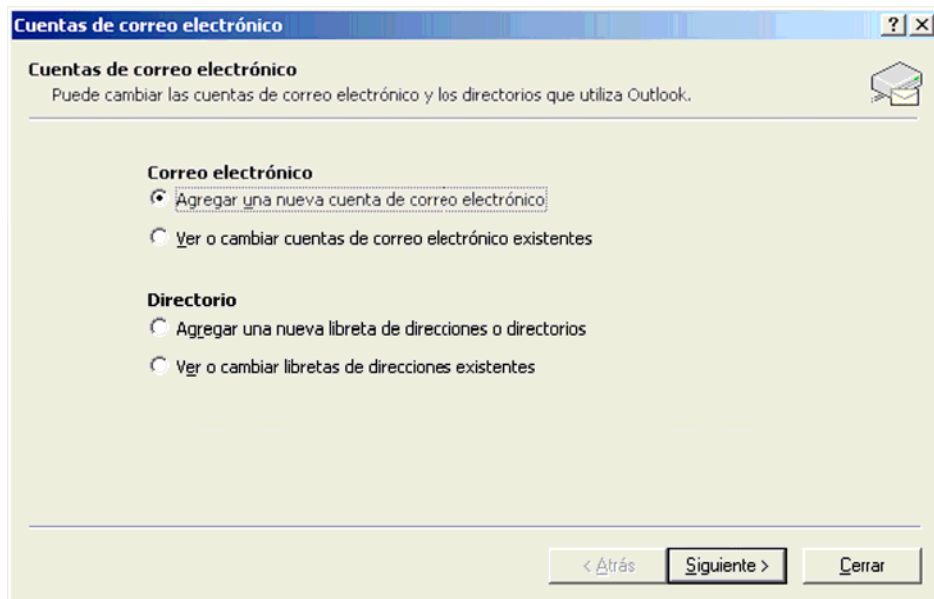 Cuentas de correo electrónico
Cuentas de correo electrónico
Puede cambiar las cuentas de correo electrónico y los directorios que utiliza Outlook.
Correo electrónico
Agregar una nueva cuenta de correo electrónico
Ver o cambiar cuentas de correo electrónico existentes
Directorio
Agregar una nueva libreta de direcciones o directorios
Ver o cambiar libretas de direcciones existentes
< Atrás Siguiente > Cerrar